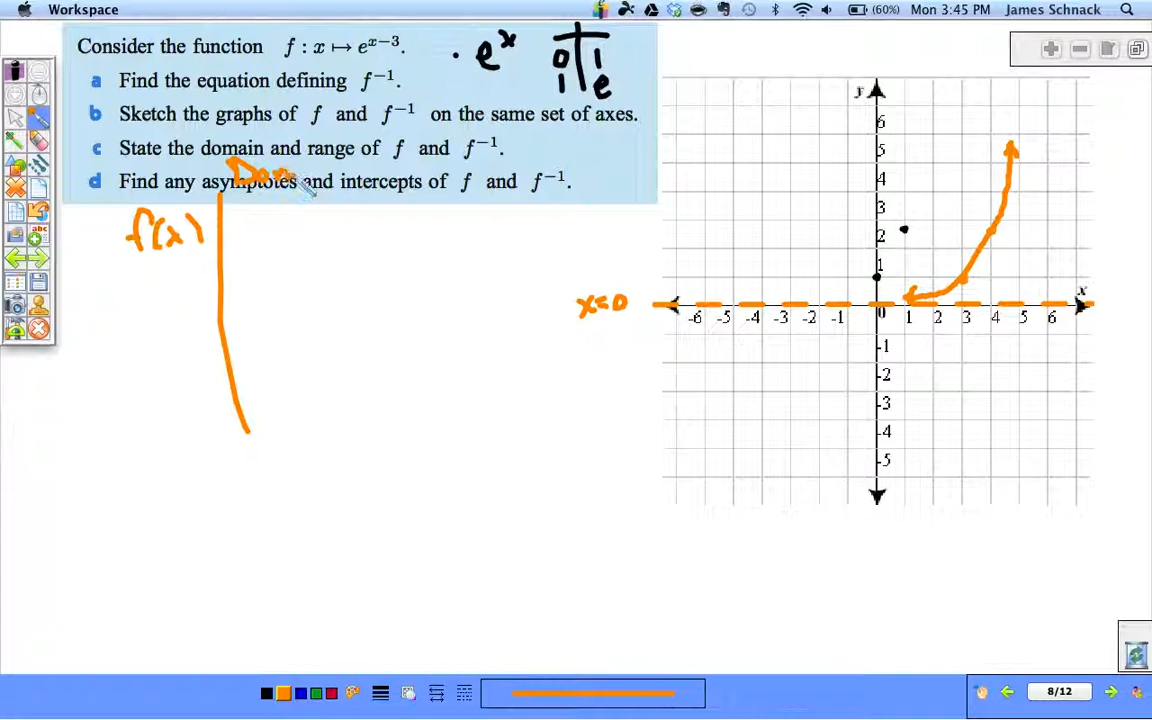 Workspace
(60%) Mon 3:45 PM James Schnack
Consider the function f : x ↦ e^{x−3}.
a Find the equation defining f^{−1}.
b Sketch the graphs of f and f^{−1} on the same set of axes.
c State the domain and range of f and f^{−1}.
d Find any asymptotes and intercepts of f and f^{−1}.
· e^x
0 1
1 e
Dom
f(x)
x=0
y
6
5
4
3
2
1
x
-6 -5 -4 -3 -2 -1 0 1 2 3 4 5 6
-1
-2
-3
-4
-5
8/12